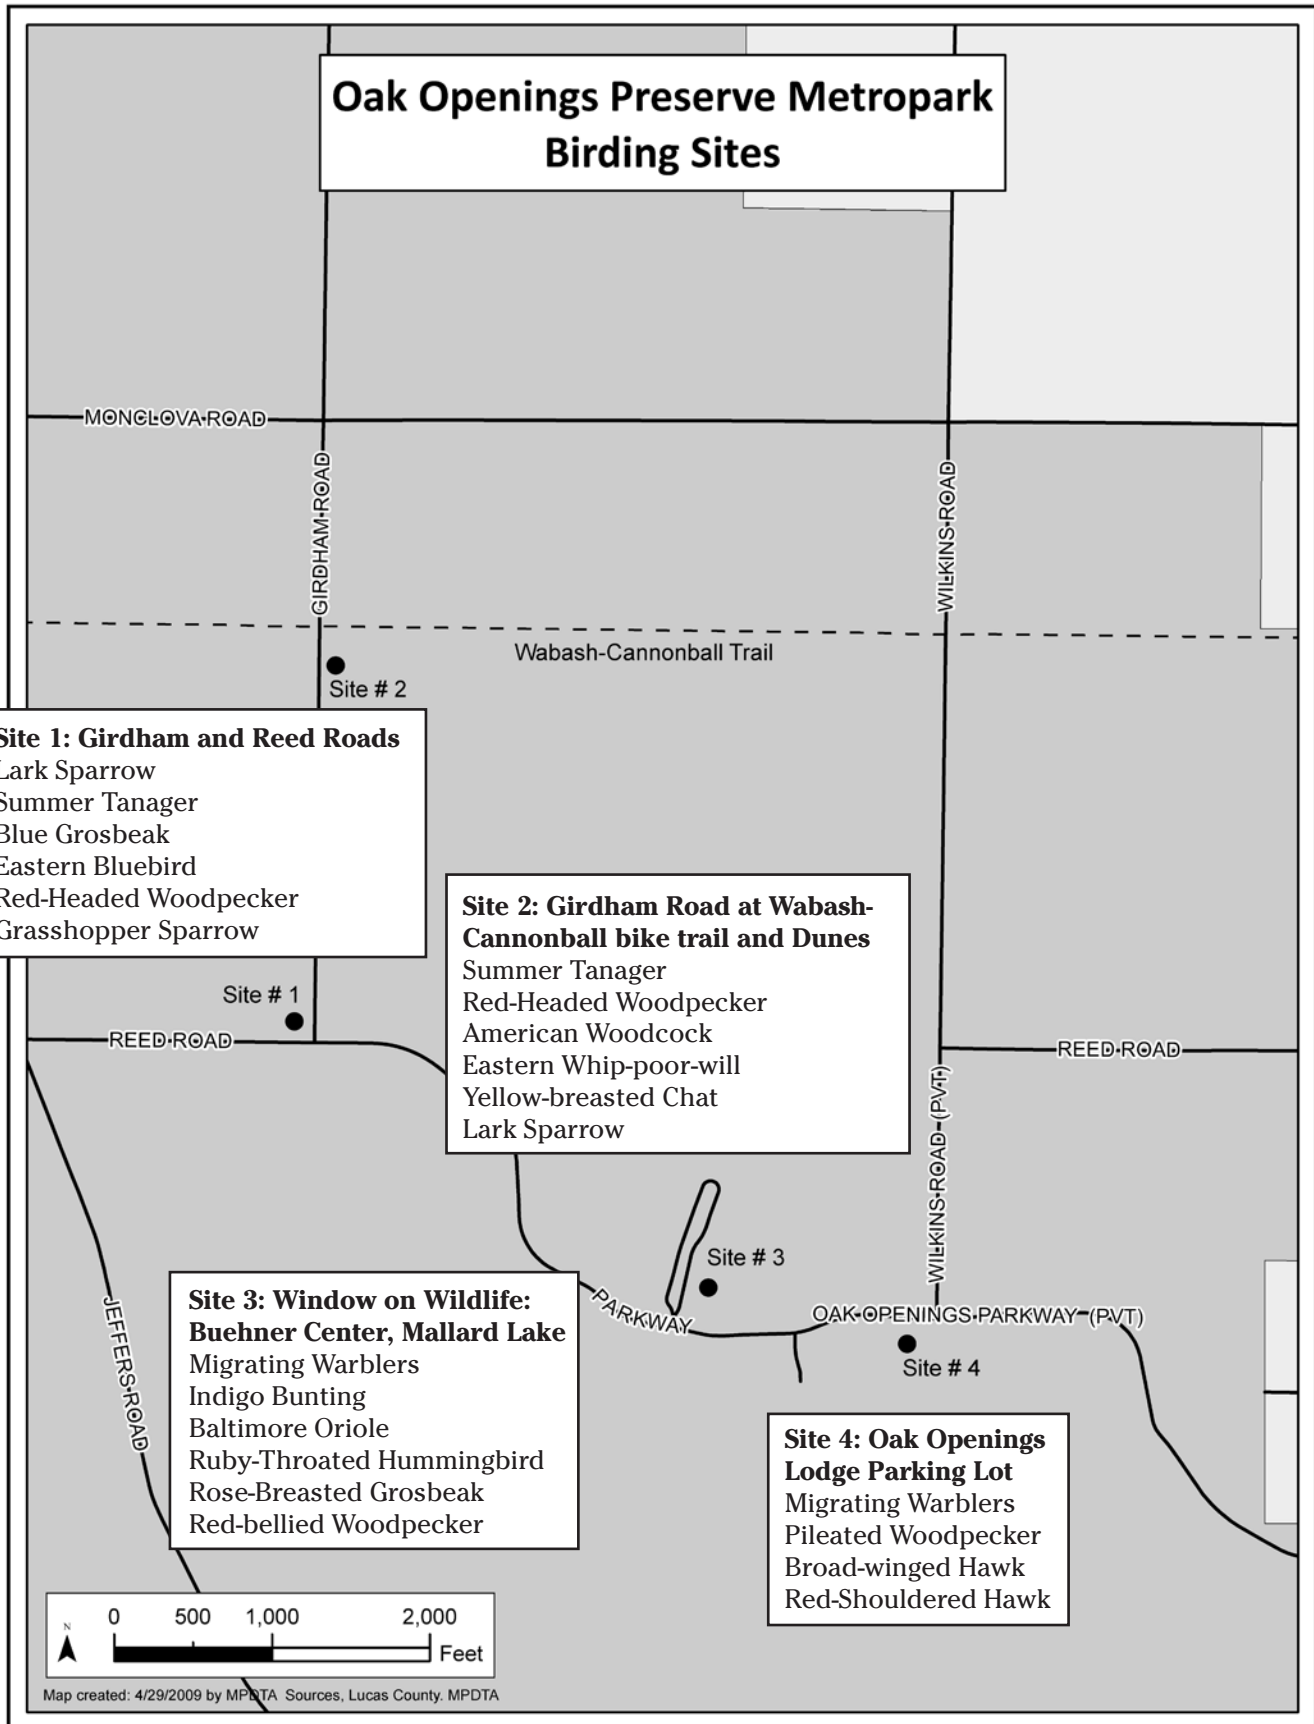 Oak Openings Preserve Metropark
Birding Sites
MONCLOVA ROAD
GIRDHAM ROAD
WILKINS ROAD
Wabash-Cannonball Trail
Site # 2
Site 1: Girdham and Reed Roads
Lark Sparrow
Summer Tanager
Blue Grosbeak
Eastern Bluebird
Red-Headed Woodpecker
Grasshopper Sparrow
Site 2: Girdham Road at Wabash-
Cannonball bike trail and Dunes
Summer Tanager
Red-Headed Woodpecker
American Woodcock
Eastern Whip-poor-will
Yellow-breasted Chat
Lark Sparrow
Site # 1
REED ROAD
REED ROAD
WILKINS ROAD (PVT)
Site # 3
PARKWAY
OAK OPENINGS PARKWAY (PVT)
Site # 4
JEFFERS ROAD
Site 3: Window on Wildlife:
Buehner Center, Mallard Lake
Migrating Warblers
Indigo Bunting
Baltimore Oriole
Ruby-Throated Hummingbird
Rose-Breasted Grosbeak
Red-bellied Woodpecker
Site 4: Oak Openings
Lodge Parking Lot
Migrating Warblers
Pileated Woodpecker
Broad-winged Hawk
Red-Shouldered Hawk
N
0 500 1,000 2,000
Feet
Map created: 4/29/2009 by MPDTA Sources, Lucas County. MPDTA